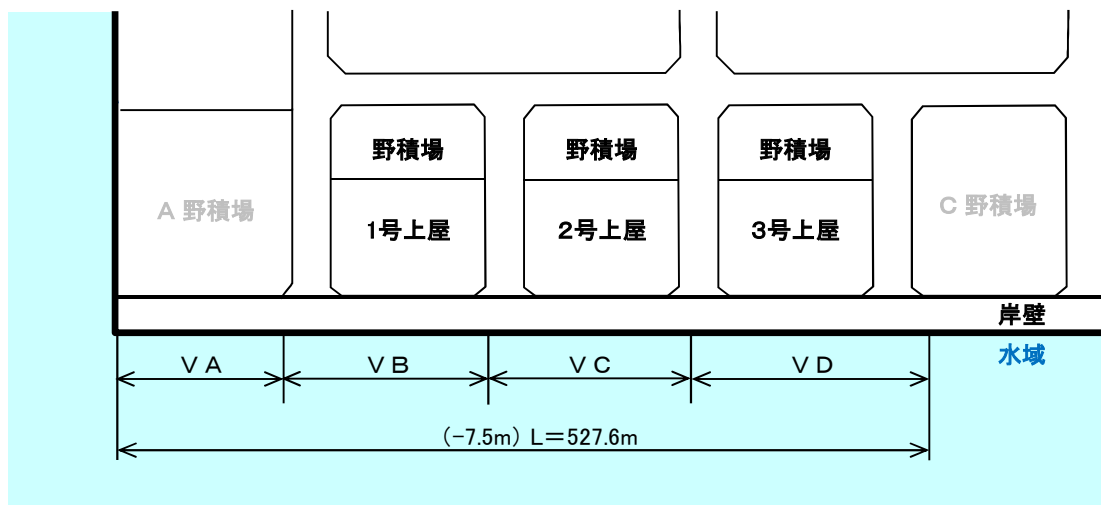 野積場
野積場
野積場
A 野積場
1号上屋
2号上屋
3号上屋
C 野積場
岸壁
水域
VA
VB
VC
VD
(-7.5m) L=527.6m